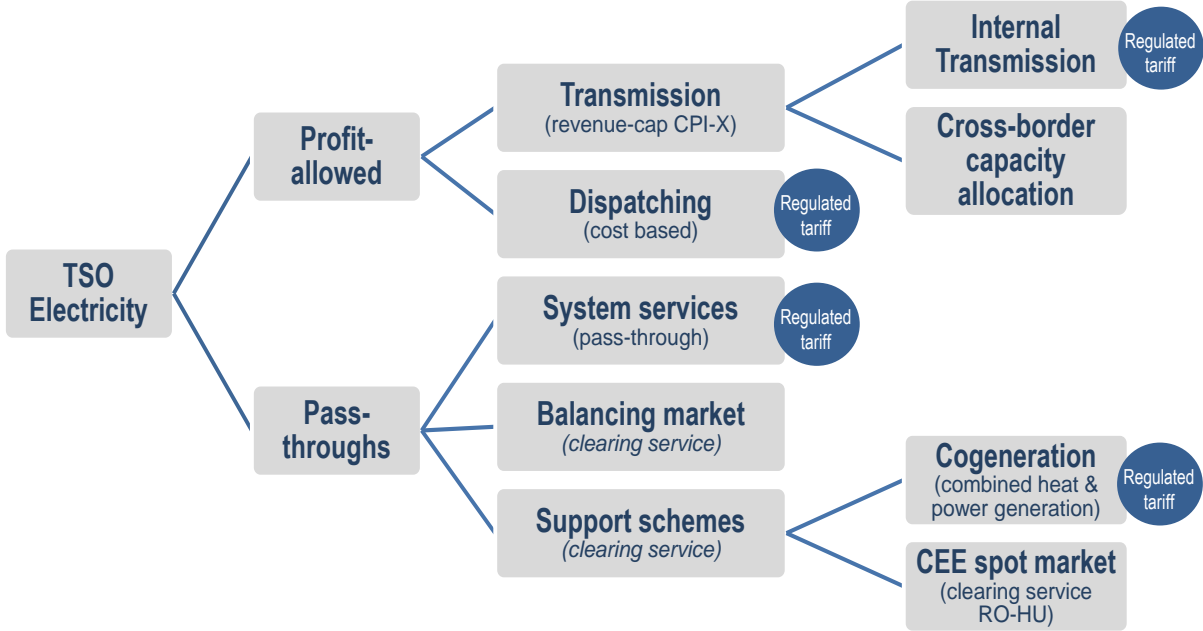 TSO
Electricity
Profit-
allowed
Transmission
(revenue-cap CPI-X)
Internal
Transmission
Regulated
tariff
Cross-border
capacity
allocation
Dispatching
(cost based)
Regulated
tariff
Pass-
throughs
System services
(pass-through)
Regulated
tariff
Balancing market
(clearing service)
Support schemes
(clearing service)
Cogeneration
(combined heat &
power generation)
Regulated
tariff
CEE spot market
(clearing service
RO-HU)